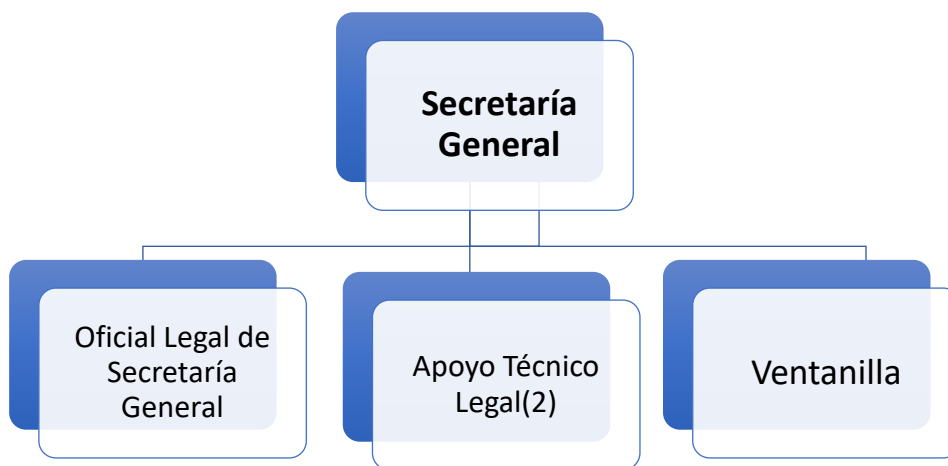 Secretaría
General
Oficial Legal de
Secretaría
General
Apoyo Técnico
Legal(2)
Ventanilla